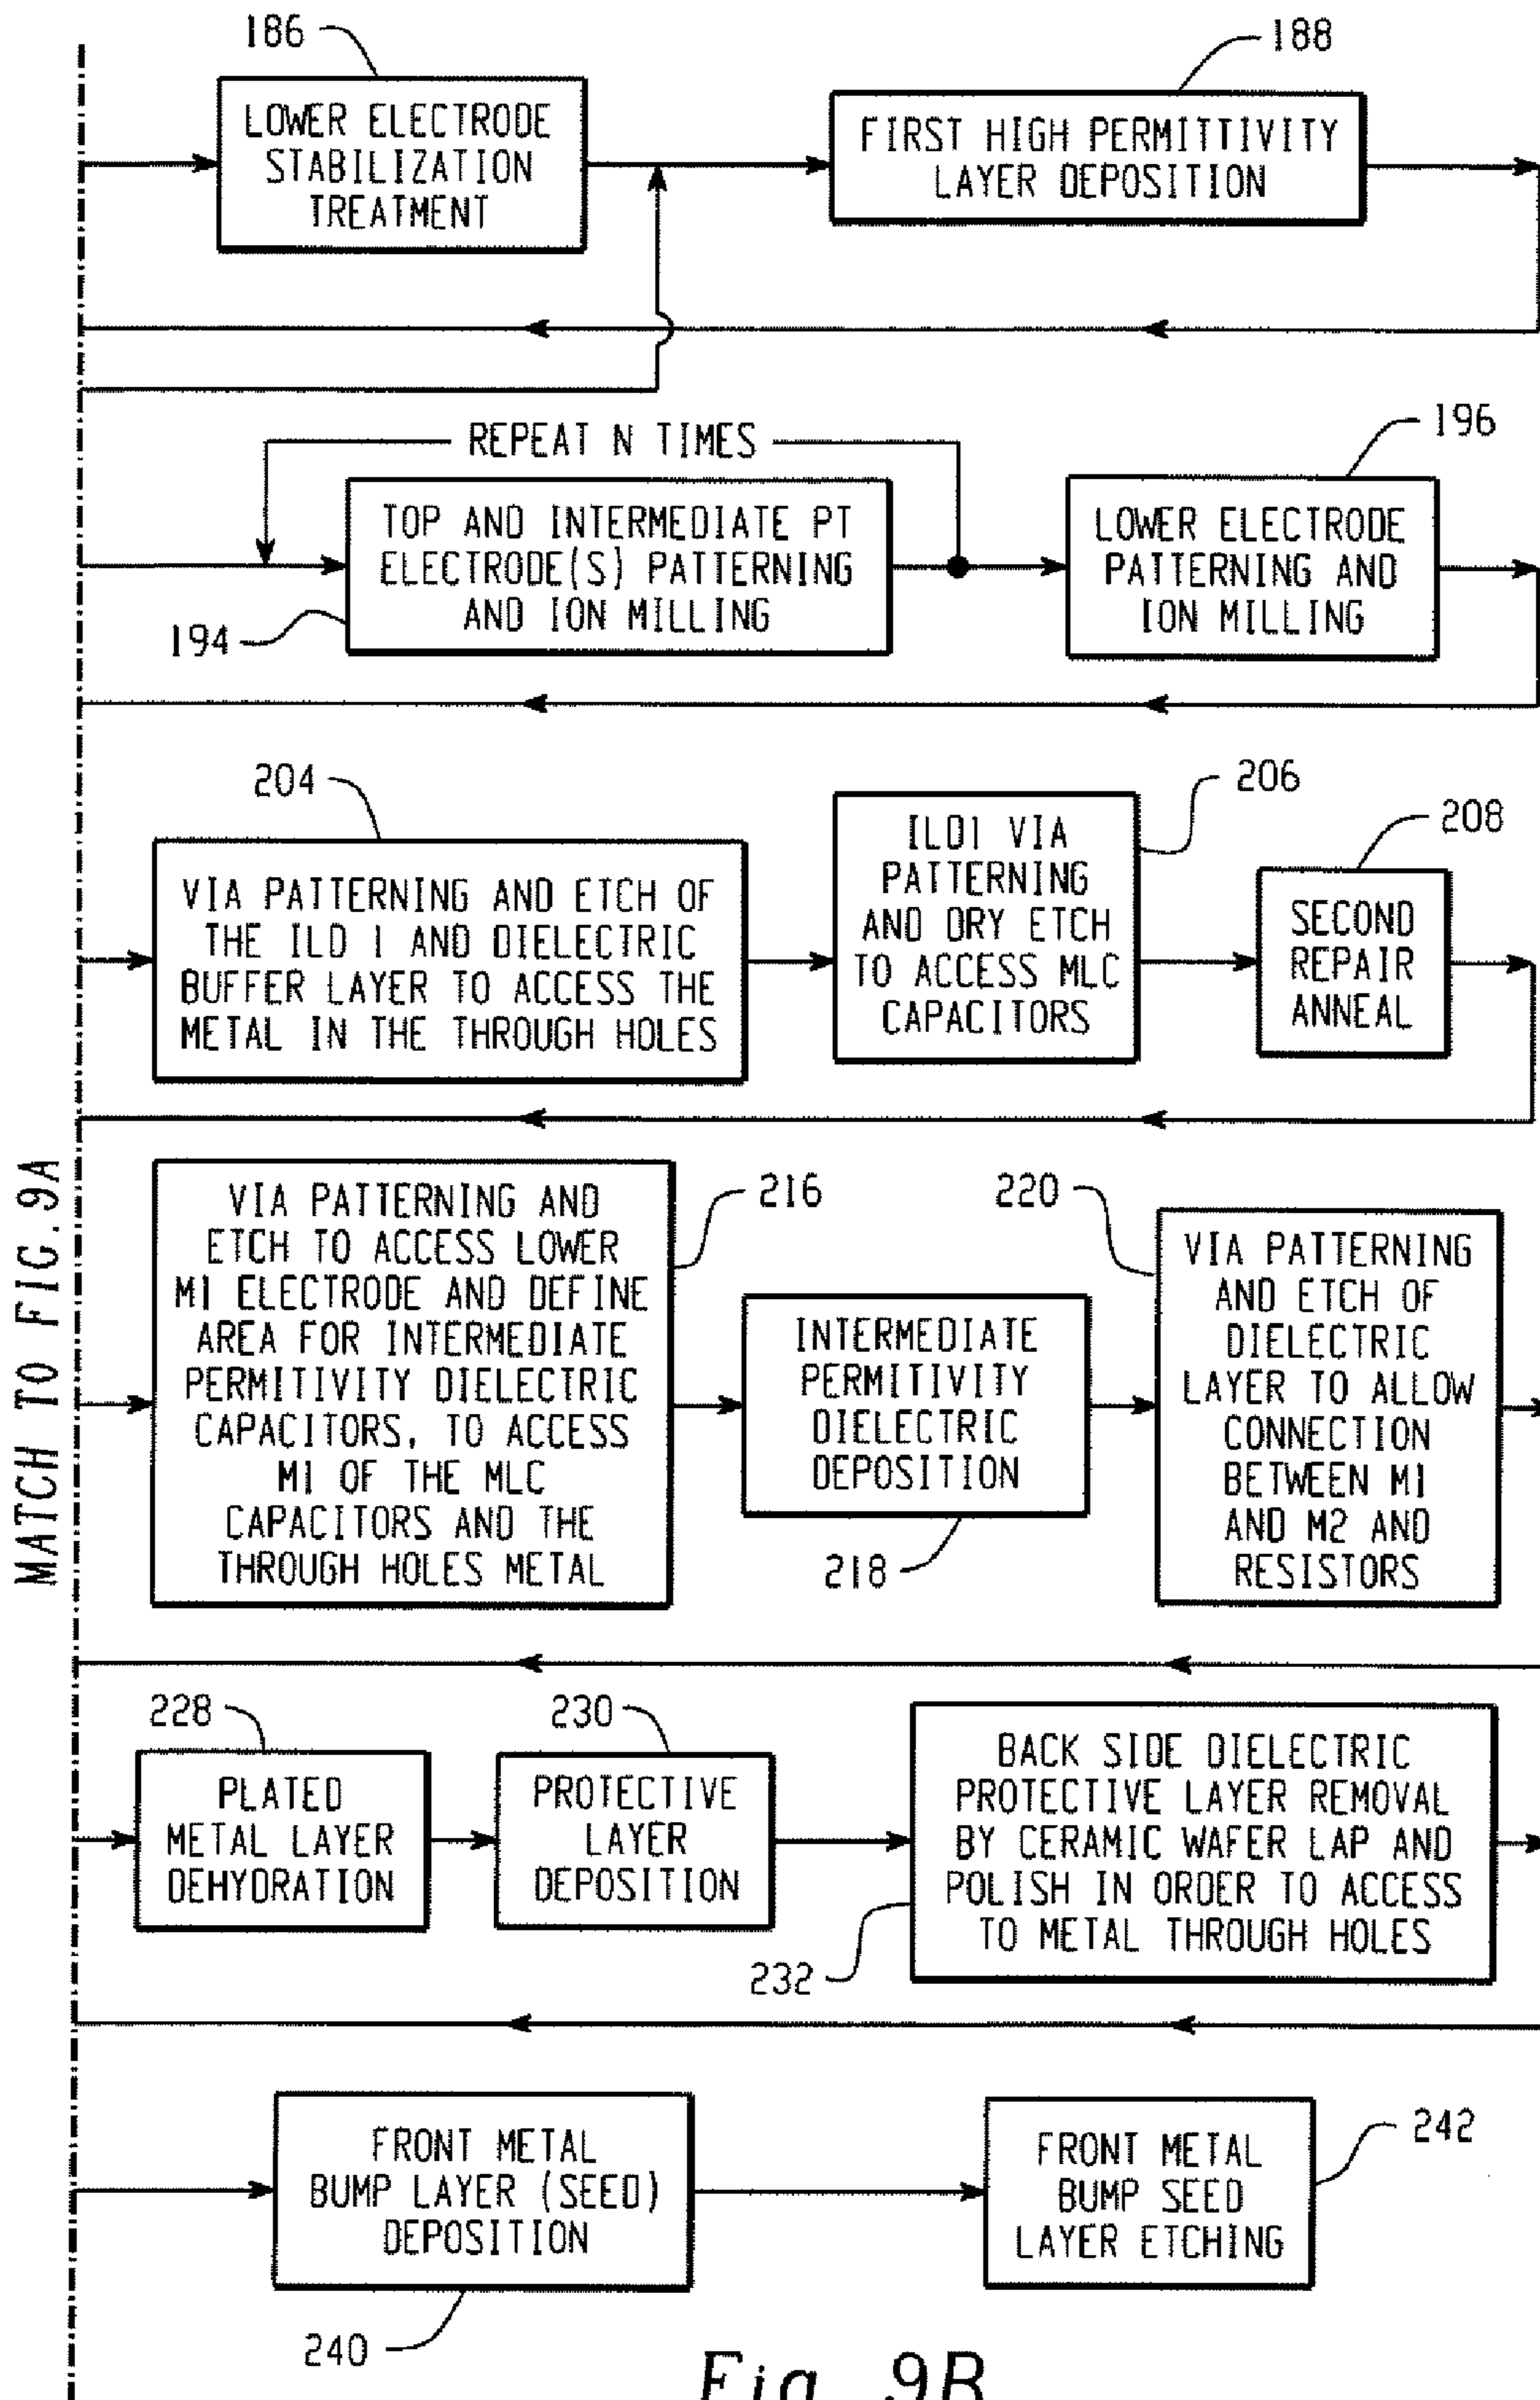 186
188
LOWER ELECTRODE
STABILIZATION
TREATMENT
FIRST HIGH PERMITTIVITY
LAYER DEPOSITION
REPEAT N TIMES
196
TOP AND INTERMEDIATE PT
ELECTRODE(S) PATTERNING
AND ION MILLING
194
LOWER ELECTRODE
PATTERNING AND
ION MILLING
204
206
208
VIA PATTERNING AND ETCH OF
THE ILD 1 AND DIELECTRIC
BUFFER LAYER TO ACCESS THE
METAL IN THE THROUGH HOLES
ILD1 VIA
PATTERNING
AND DRY ETCH
TO ACCESS MLC
CAPACITORS
SECOND
REPAIR
ANNEAL
MATCH TO FIG.9A
216
220
VIA PATTERNING AND
ETCH TO ACCESS LOWER
M1 ELECTRODE AND DEFINE
AREA FOR INTERMEDIATE
PERMITIVITY DIELECTRIC
CAPACITORS, TO ACCESS
M1 OF THE MLC
CAPACITORS AND THE
THROUGH HOLES METAL
INTERMEDIATE
PERMITIVITY
DIELECTRIC
DEPOSITION
218
VIA PATTERNING
AND ETCH OF
DIELECTRIC
LAYER TO ALLOW
CONNECTION
BETWEEN M1
AND M2 AND
RESISTORS
228
230
PLATED
METAL LAYER
DEHYDRATION
PROTECTIVE
LAYER
DEPOSITION
BACK SIDE DIELECTRIC
PROTECTIVE LAYER REMOVAL
BY CERAMIC WAFER LAP AND
POLISH IN ORDER TO ACCESS
TO METAL THROUGH HOLES
232
FRONT METAL
BUMP LAYER (SEED)
DEPOSITION
240
FRONT METAL
BUMP SEED
LAYER ETCHING
242
Fig. 9B